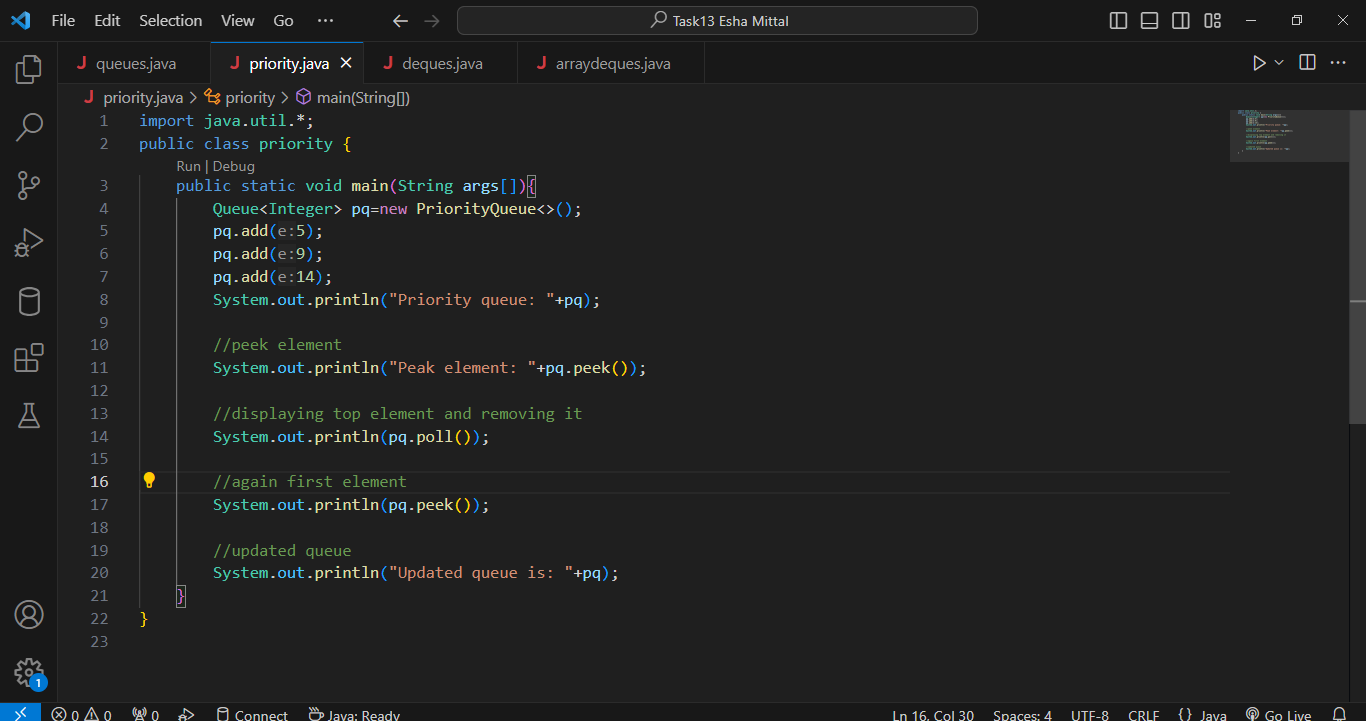 File Edit Selection View Go ··· Task13 Esha Mittal
queues.java priority.java deques.java arraydeques.java
priority.java > priority > main(String[])
1 import java.util.*;
2 public class priority {
Run | Debug
3 public static void main(String args[]){
4 Queue<Integer> pq=new PriorityQueue<>();
5 pq.add(e:5);
6 pq.add(e:9);
7 pq.add(e:14);
8 System.out.println("Priority queue: "+pq);
9
10 //peek element
11 System.out.println("Peak element: "+pq.peek());
12
13 //displaying top element and removing it
14 System.out.println(pq.poll());
15
16 //again first element
17 System.out.println(pq.peek());
18
19 //updated queue
20 System.out.println("Updated queue is: "+pq);
21 }
22 }
23
1
0 0 0 Connect Java: Ready Ln 16, Col 30 Spaces: 4 UTF-8 CRLF {} Java Go Live